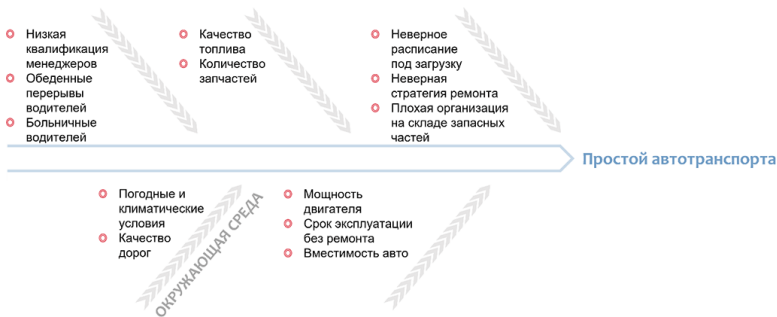 Низкая
квалификация
менеджеров
Обеденные
перерывы
водителей
Больничные
водителей
Качество
топлива
Количество
запчастей
Неверное
расписание
под загрузку
Неверная
стратегия ремонта
Плохая организация
на складе запасных
частей
Простой автотранспорта
Погодные и
климатические
условия
Качество
дорог
ОКРУЖАЮЩАЯ СРЕДА
Мощность
двигателя
Срок эксплуатации
без ремонта
Вместимость авто